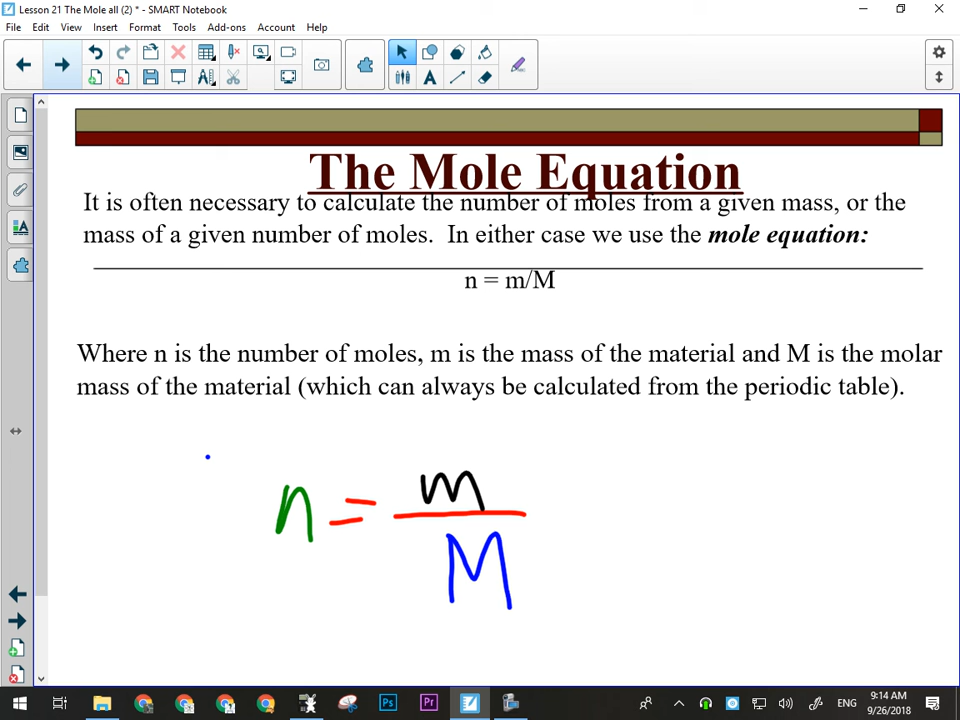 Lesson 21 The Mole all (2) * - SMART Notebook
File Edit View Insert Format Tools Add-ons Account Help
The Mole Equation
It is often necessary to calculate the number of moles from a given mass, or the
mass of a given number of moles. In either case we use the mole equation:
n = m/M
Where n is the number of moles, m is the mass of the material and M is the molar
mass of the material (which can always be calculated from the periodic table).
n = m
M
ENG
9:14 AM
9/26/2018